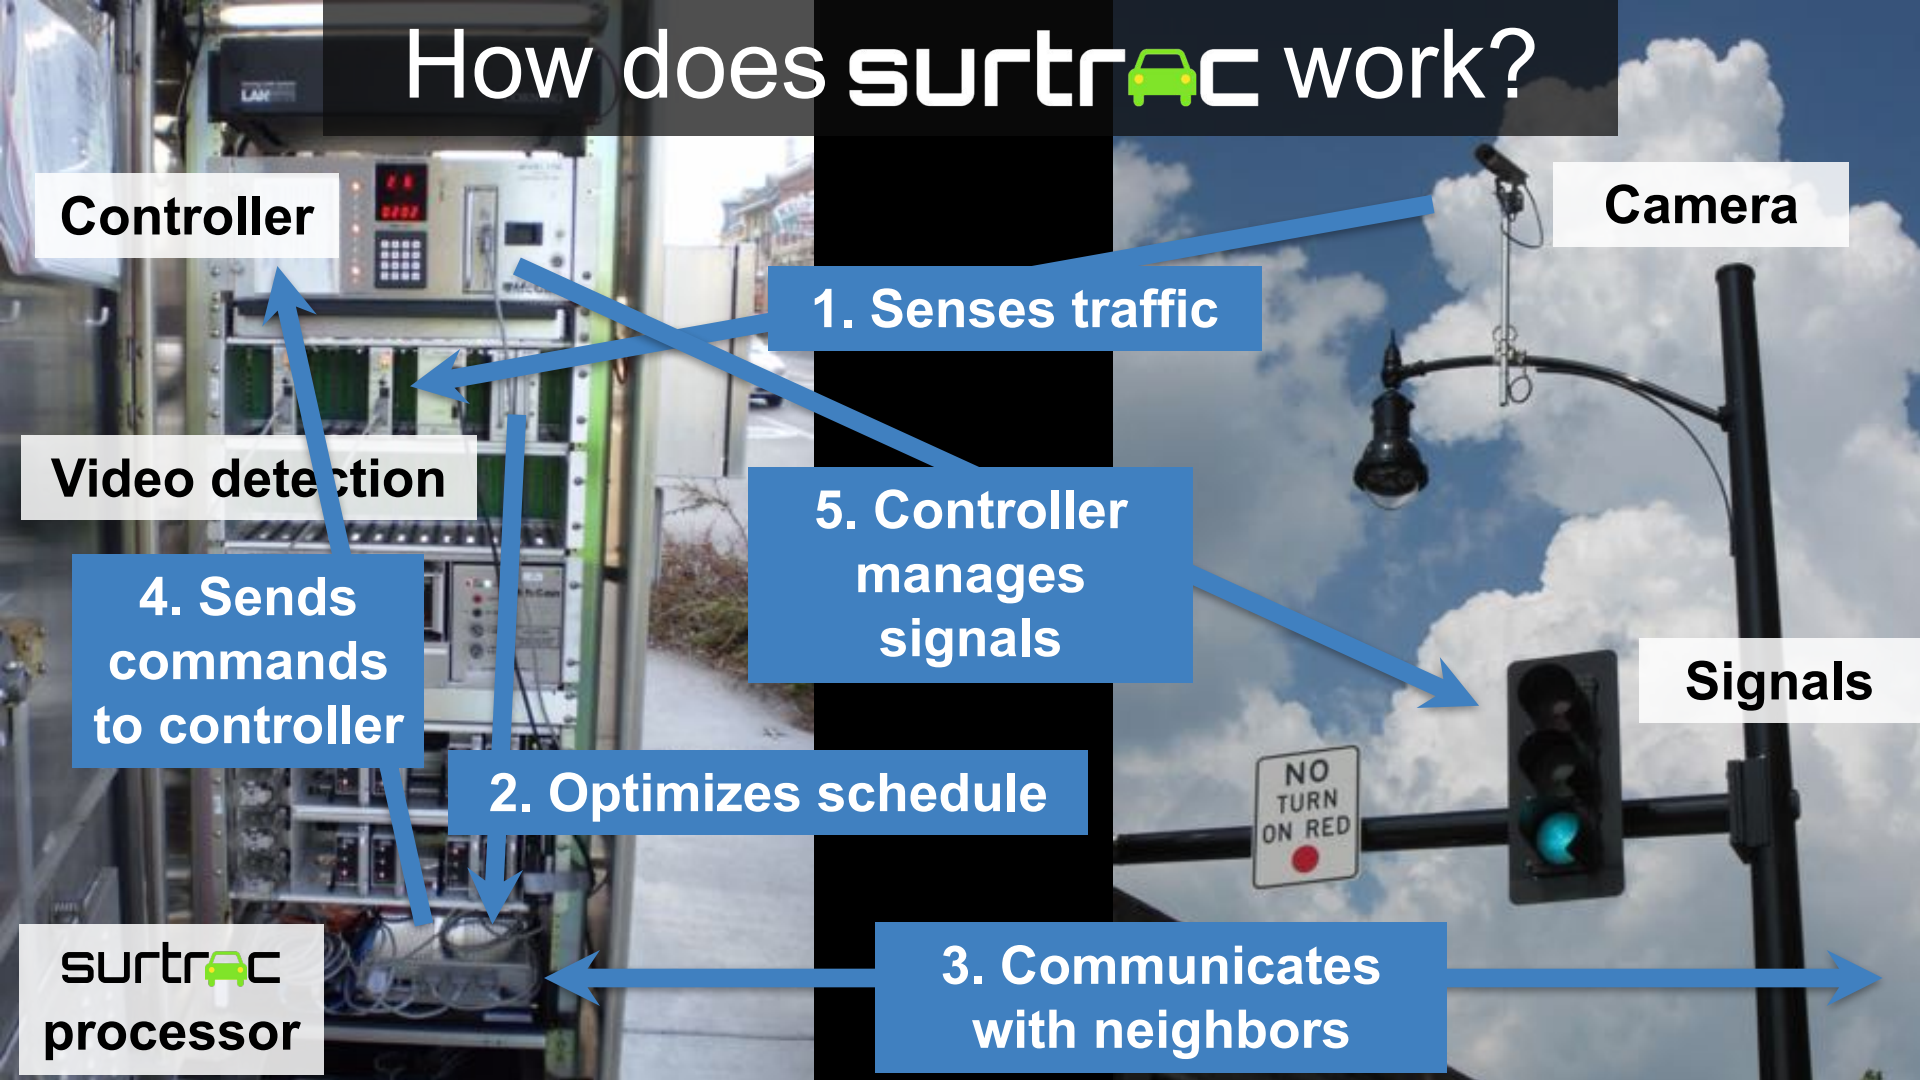 How does surtrac work?
LAN
Controller
Camera
1. Senses traffic
Video detection
5. Controller
manages
signals
4. Sends
commands
to controller
Signals
NO
TURN
ON RED
2. Optimizes schedule
surtrac
processor
3. Communicates
with neighbors